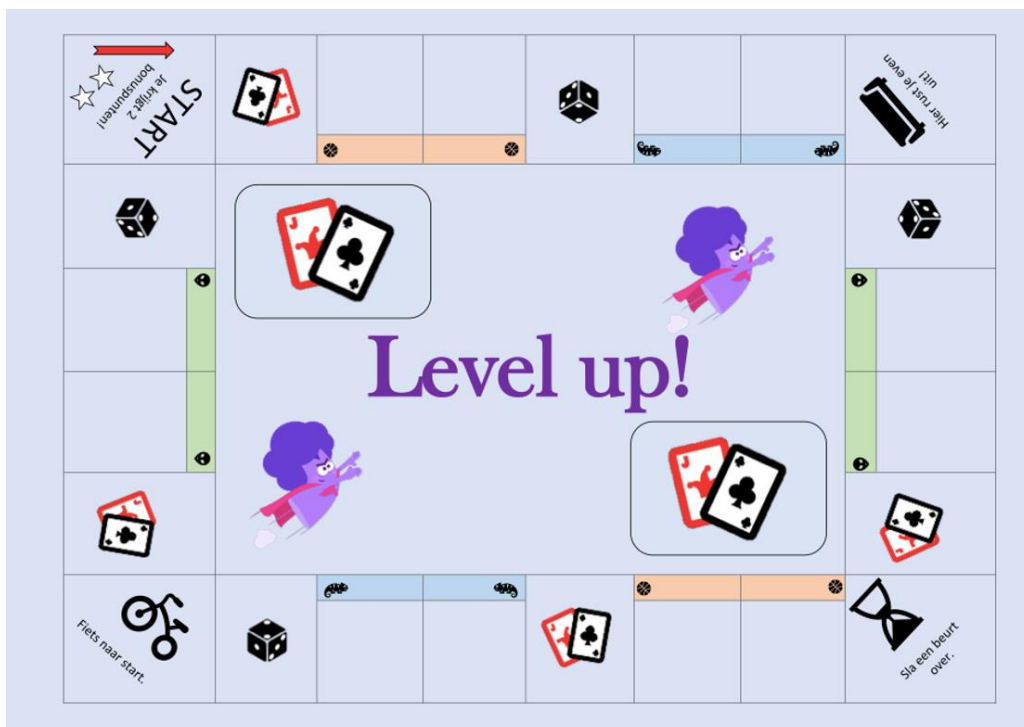 START
Je krijgt 2
bonuspunten!
Hier rust je even
uit!
Level up!
Fiets naar start.
Sla een beurt
over.